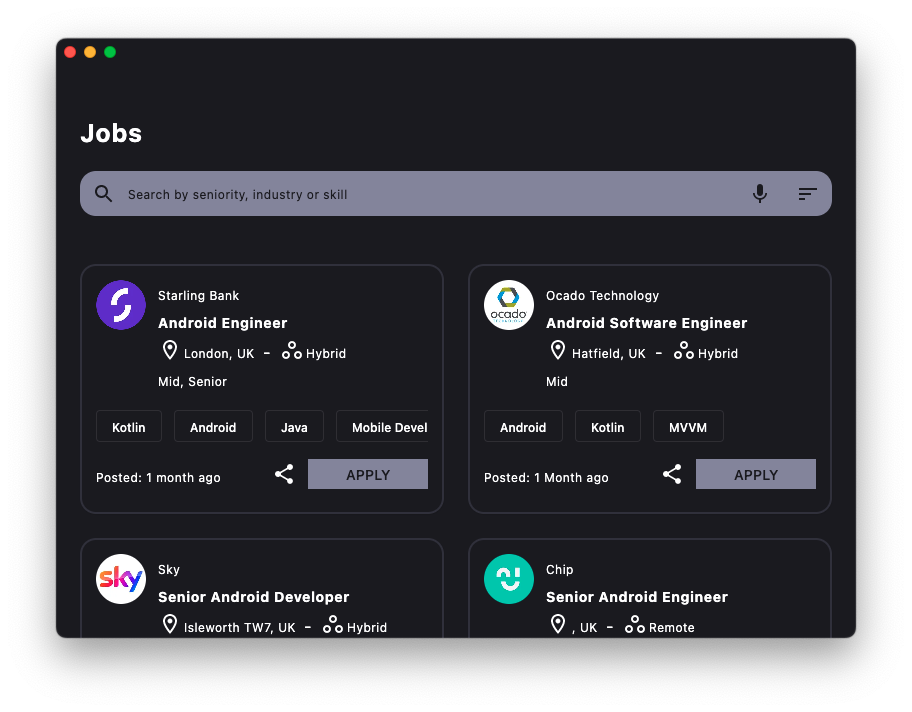 Jobs
Search by seniority, industry or skill
Starling Bank
Android Engineer
London, UK – Hybrid
Mid, Senior
Kotlin Android Java Mobile Devel
Posted: 1 month ago APPLY
ocado
Ocado Technology
Android Software Engineer
Hatfield, UK – Hybrid
Mid
Android Kotlin MVVM
Posted: 1 Month ago APPLY
sky
Sky
Senior Android Developer
Isleworth TW7, UK – Hybrid
Chip
Senior Android Engineer
, UK – Remote